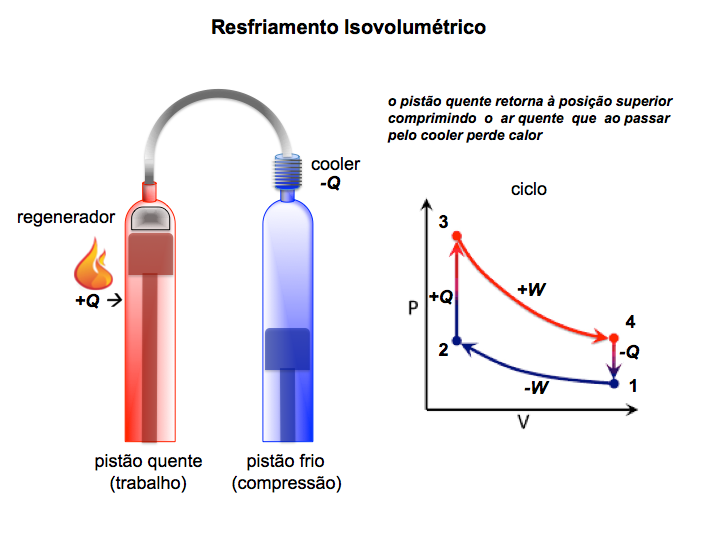 Resfriamento Isovolumétrico
o pistão quente retorna à posição superior
comprimindo o ar quente que ao passar
pelo cooler perde calor
cooler
-Q
regenerador
+Q →
pistão quente
(trabalho)
pistão frio
(compressão)
ciclo
3
+W
+Q
P
4
2
-Q
1
-W
V